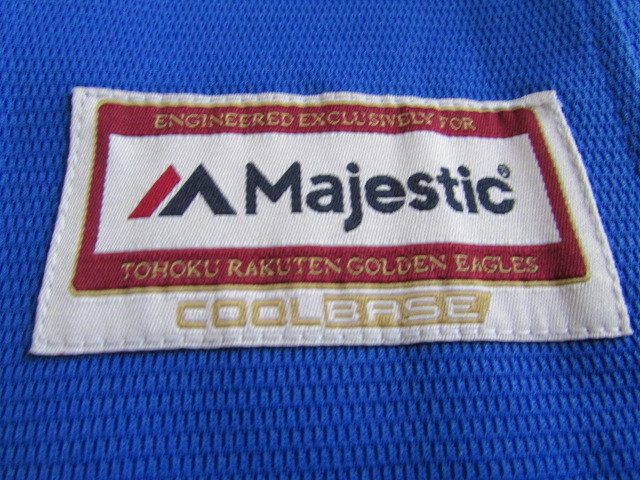 ENGINEERED EXCLUSIVELY FOR
Majestic®
TOHOKU RAKUTEN GOLDEN EAGLES
COOLBASE